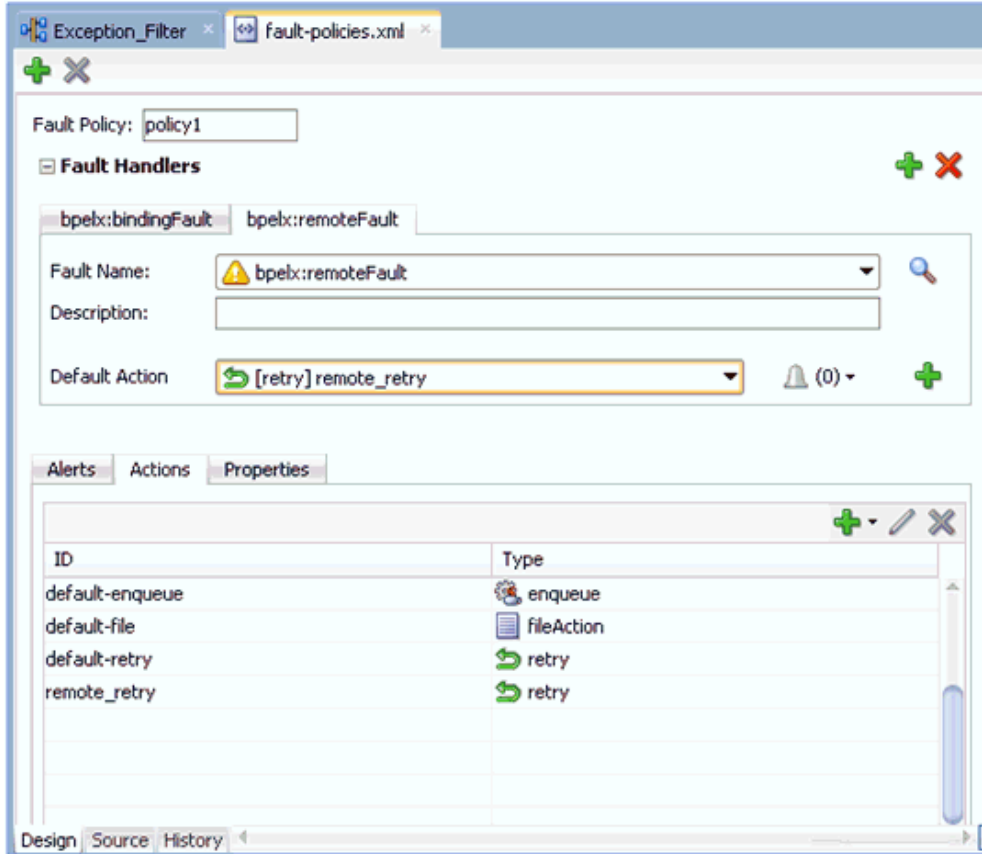 Exception_Filter fault-policies.xml
Fault Policy: policy1
Fault Handlers
bpelx:bindingFault bpelx:remoteFault
Fault Name: bpelx:remoteFault
Description:
Default Action [retry] remote_retry (0)
Alerts Actions Properties
ID Type
default-enqueue enqueue
default-file fileAction
default-retry retry
remote_retry retry
Design Source History